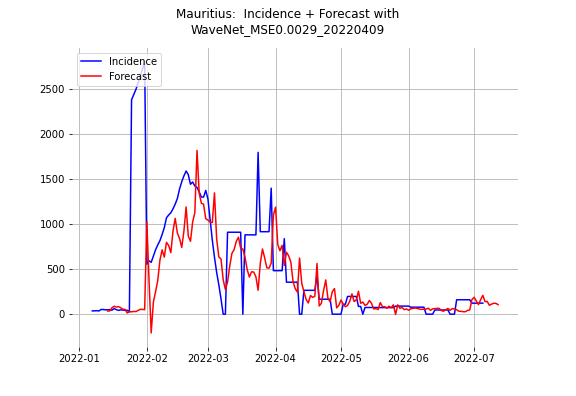 Mauritius:  Incidence + Forecast with
WaveNet_MSE0.0029_20220409
Incidence
Forecast
2500
2000
1500
1000
500
0
2022-01 2022-02 2022-03 2022-04 2022-05 2022-06 2022-07